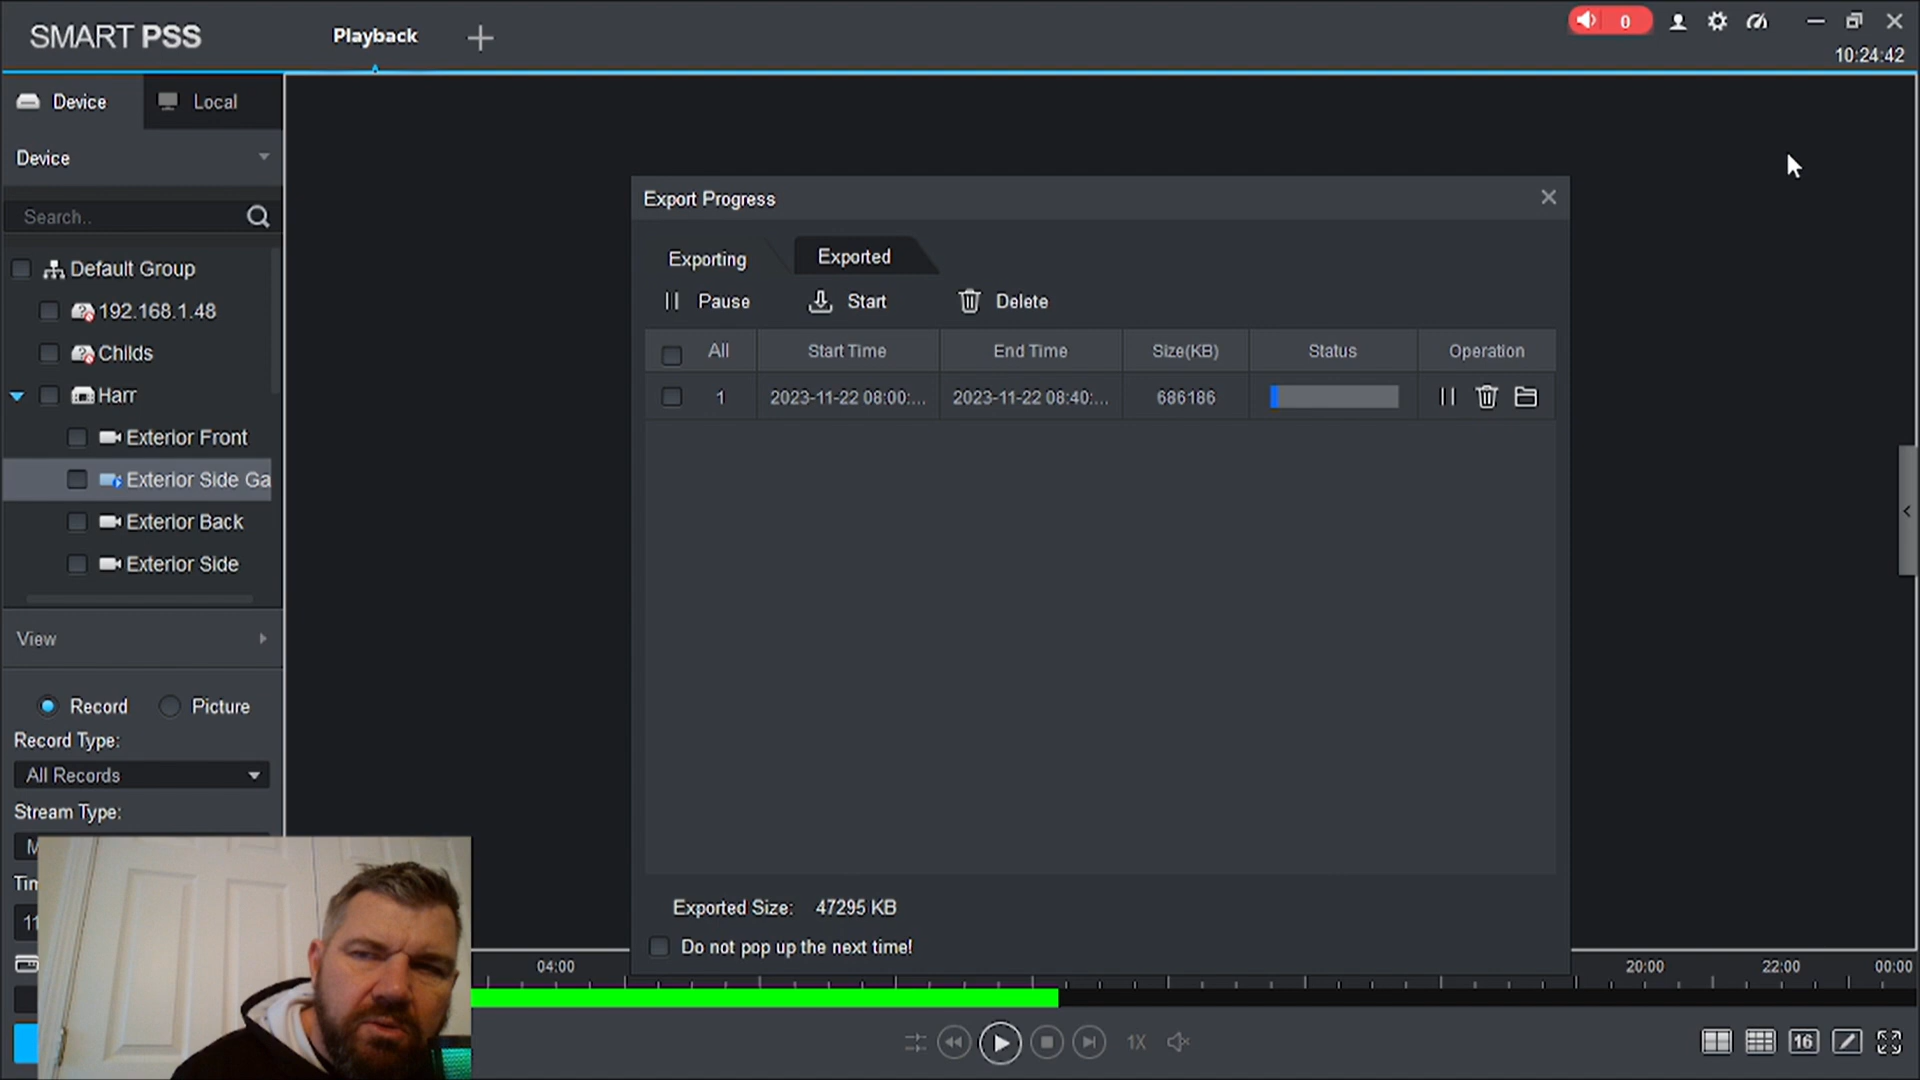 SMART PSS
Playback
0
10:24:42
Device
Local
Device
Search..
Default Group
192.168.1.48
Childs
Harr
Exterior Front
Exterior Side Ga
Exterior Back
Exterior Side
View
Record
Picture
Record Type:
All Records
Stream Type:
M
Tim
11
Export Progress
Exporting
Exported
Pause
Start
Delete
All
Start Time
End Time
Size(KB)
Status
Operation
1
2023-11-22 08:00:...
2023-11-22 08:40:...
686186
Exported Size: 47295 KB
Do not pop up the next time!
04:00
20:00
22:00
00:00
1X
16